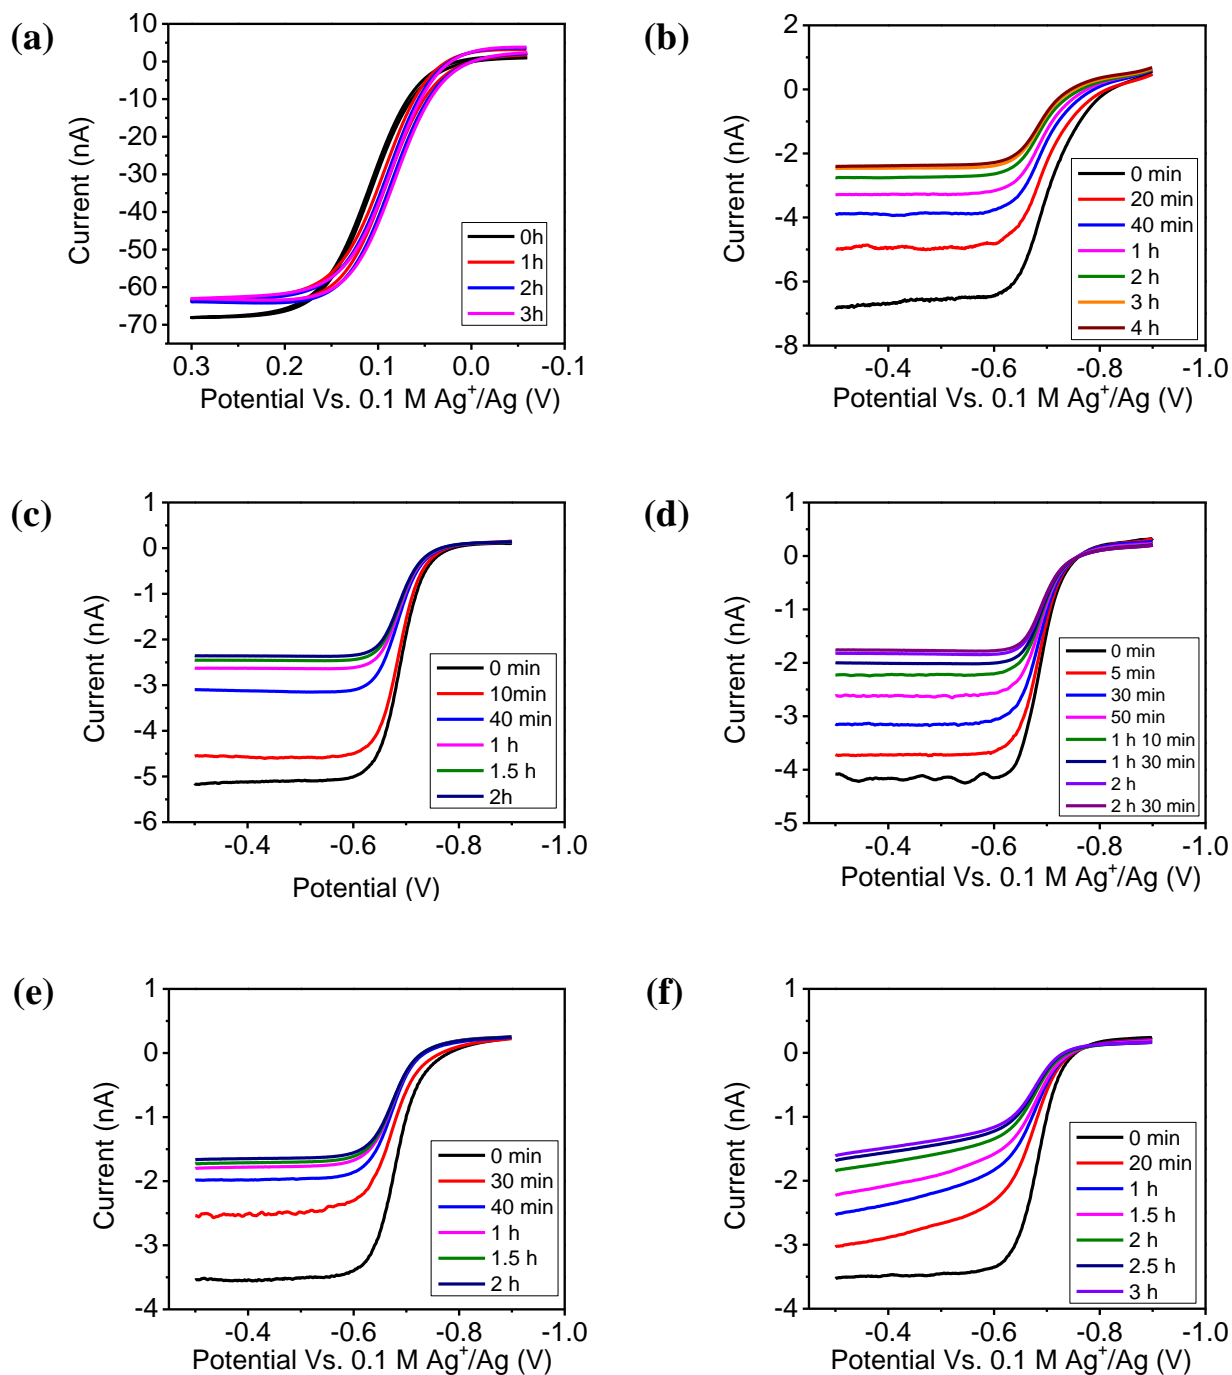 (a)
10
0
-10
-20
-30
-40
-50
-60
-70
Current (nA)
0h
1h
2h
3h
0.3
0.2
0.1
0.0
-0.1
Potential Vs. 0.1 M Ag⁺/Ag (V)
(b)
2
0
-2
-4
-6
-8
Current (nA)
0 min
20 min
40 min
1 h
2 h
3 h
4 h
-0.4
-0.6
-0.8
-1.0
Potential Vs. 0.1 M Ag⁺/Ag (V)
(c)
1
0
-1
-2
-3
-4
-5
-6
Current (nA)
0 min
10min
40 min
1 h
1.5 h
2h
-0.4
-0.6
-0.8
-1.0
Potential (V)
(d)
1
0
-1
-2
-3
-4
-5
Current (nA)
0 min
5 min
30 min
50 min
1 h 10 min
1 h 30 min
2 h
2 h 30 min
-0.4
-0.6
-0.8
-1.0
Potential Vs. 0.1 M Ag⁺/Ag (V)
(e)
1
0
-1
-2
-3
-4
Current (nA)
0 min
30 min
40 min
1 h
1.5 h
2 h
-0.4
-0.6
-0.8
-1.0
Potential Vs. 0.1 M Ag⁺/Ag (V)
(f)
1
0
-1
-2
-3
-4
Current (nA)
0 min
20 min
1 h
1.5 h
2 h
2.5 h
3 h
-0.4
-0.6
-0.8
-1.0
Potential Vs. 0.1 M Ag⁺/Ag (V)